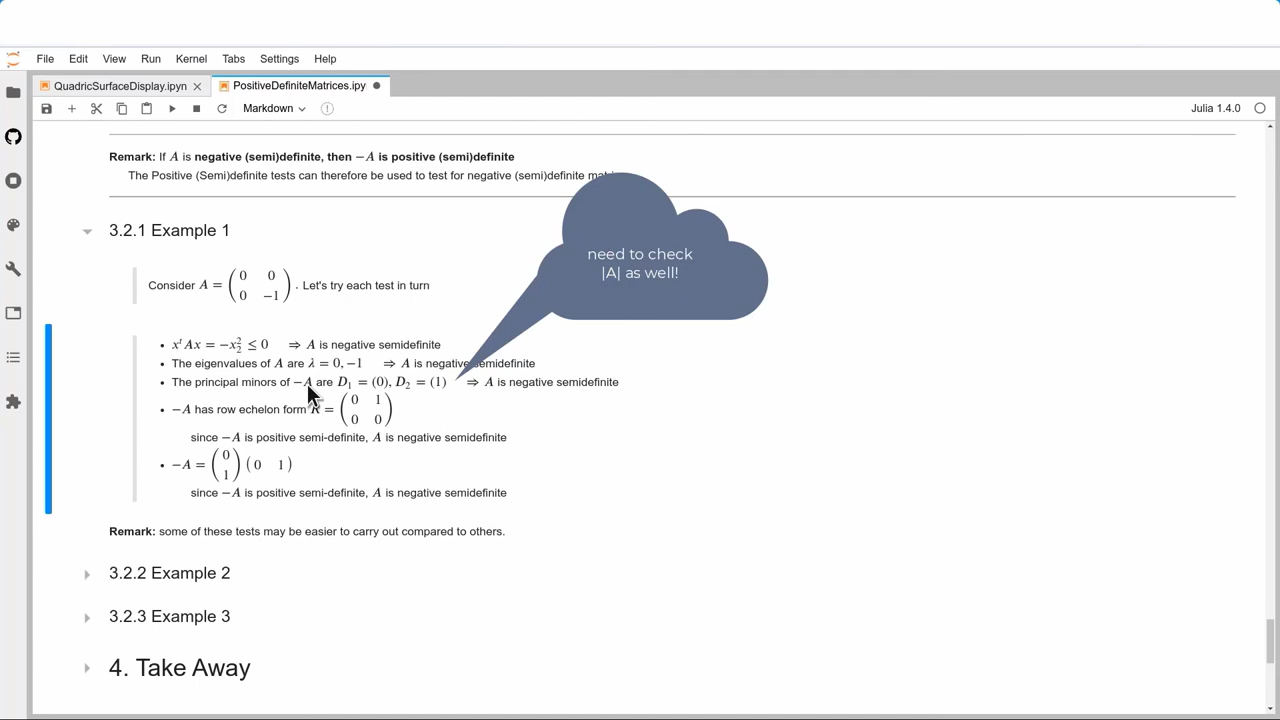 File Edit View Run Kernel Tabs Settings Help
QuadricSurfaceDisplay.ipyn × PositiveDefiniteMatrices.ipy
Markdown Julia 1.4.0
Remark: If A is negative (semi)definite, then −A is positive (semi)definite
The Positive (Semi)definite tests can therefore be used to test for negative (semi)definite
3.2.1 Example 1
need to check
|A| as well!
Consider A = ( 0 0
0 −1 ) . Let's try each test in turn
• xᵗAx = −x₂² ≤ 0 ⇒ A is negative semidefinite
• The eigenvalues of A are λ = 0, −1 ⇒ A is negative semidefinite
• The principal minors of −A are D₁ = (0), D₂ = (1) ⇒ A is negative semidefinite
• −A has row echelon form R = ( 0 1
0 0 )
since −A is positive semi-definite, A is negative semidefinite
• −A = ( 0
1 ) ( 0 1 )
since −A is positive semi-definite, A is negative semidefinite
Remark: some of these tests may be easier to carry out compared to others.
3.2.2 Example 2
3.2.3 Example 3
4. Take Away